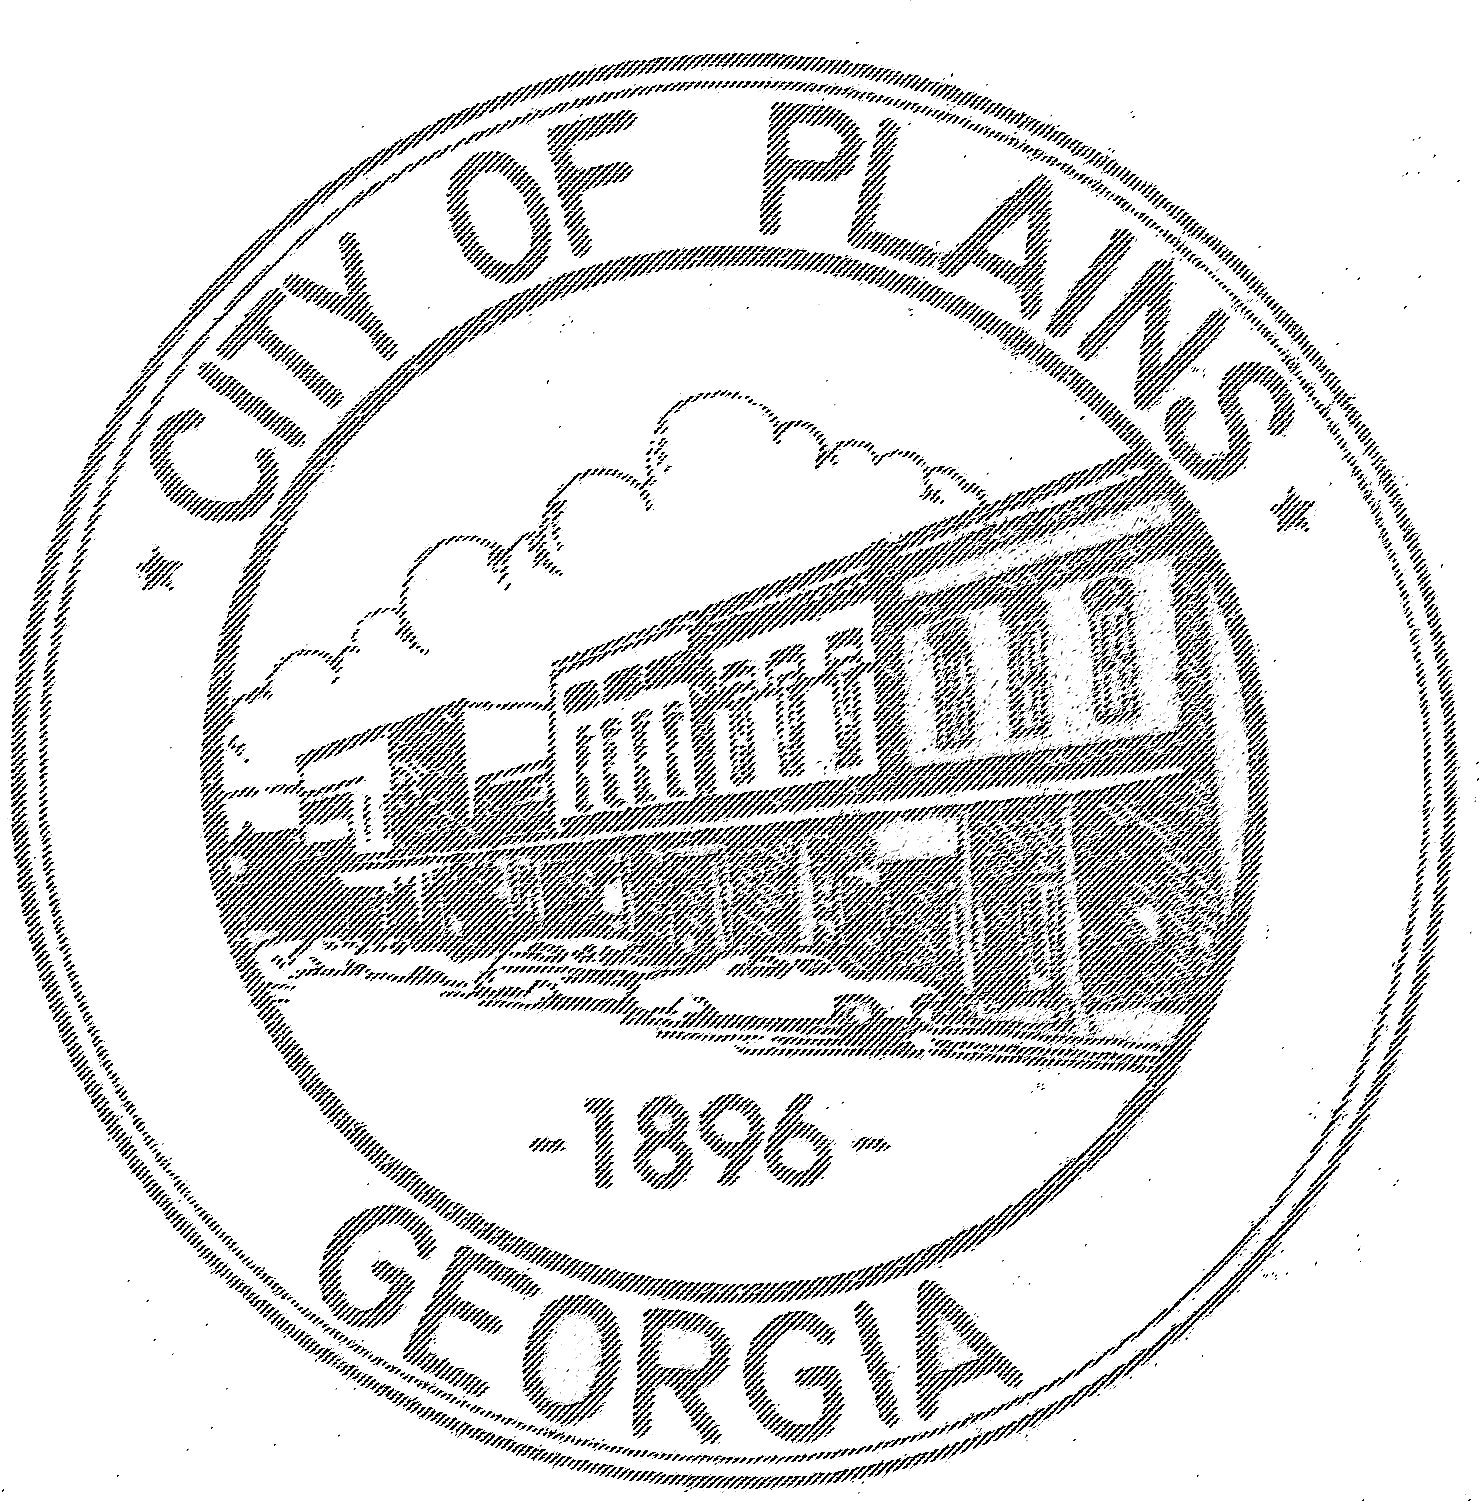 CITY OF PLAINS
-1896-
GEORGIA